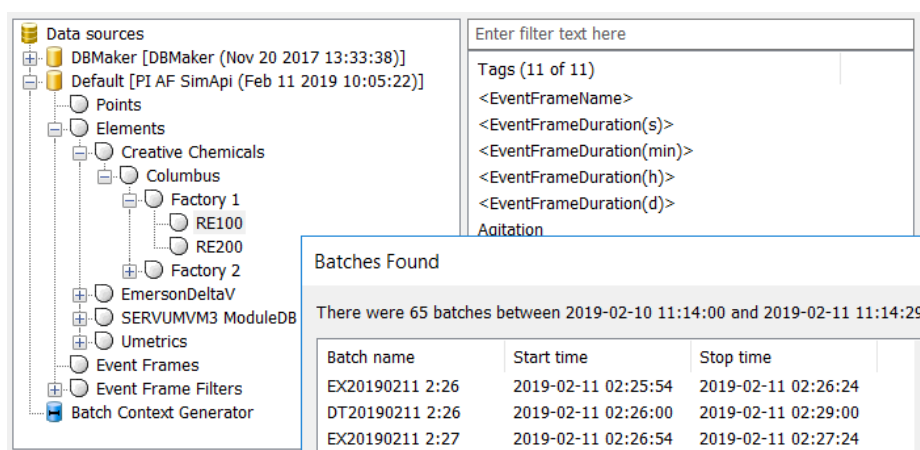 Data sources
DBMaker [DBMaker (Nov 20 2017 13:33:38)]
Default [PI AF SimApi (Feb 11 2019 10:05:22)]
Points
Elements
Creative Chemicals
Columbus
Factory 1
RE100
RE200
Factory 2
EmersonDeltaV
SERVUMVM3 ModuleDB
Umetrics
Event Frames
Event Frame Filters
Batch Context Generator
Enter filter text here
Tags (11 of 11)
<EventFrameName>
<EventFrameDuration(s)>
<EventFrameDuration(min)>
<EventFrameDuration(h)>
<EventFrameDuration(d)>
Agitation
Batches Found
There were 65 batches between 2019-02-10 11:14:00 and 2019-02-11 11:14:29
Batch name Start time Stop time
EX20190211 2:26 2019-02-11 02:25:54 2019-02-11 02:26:24
DT20190211 2:26 2019-02-11 02:26:00 2019-02-11 02:29:00
EX20190211 2:27 2019-02-11 02:26:54 2019-02-11 02:27:24